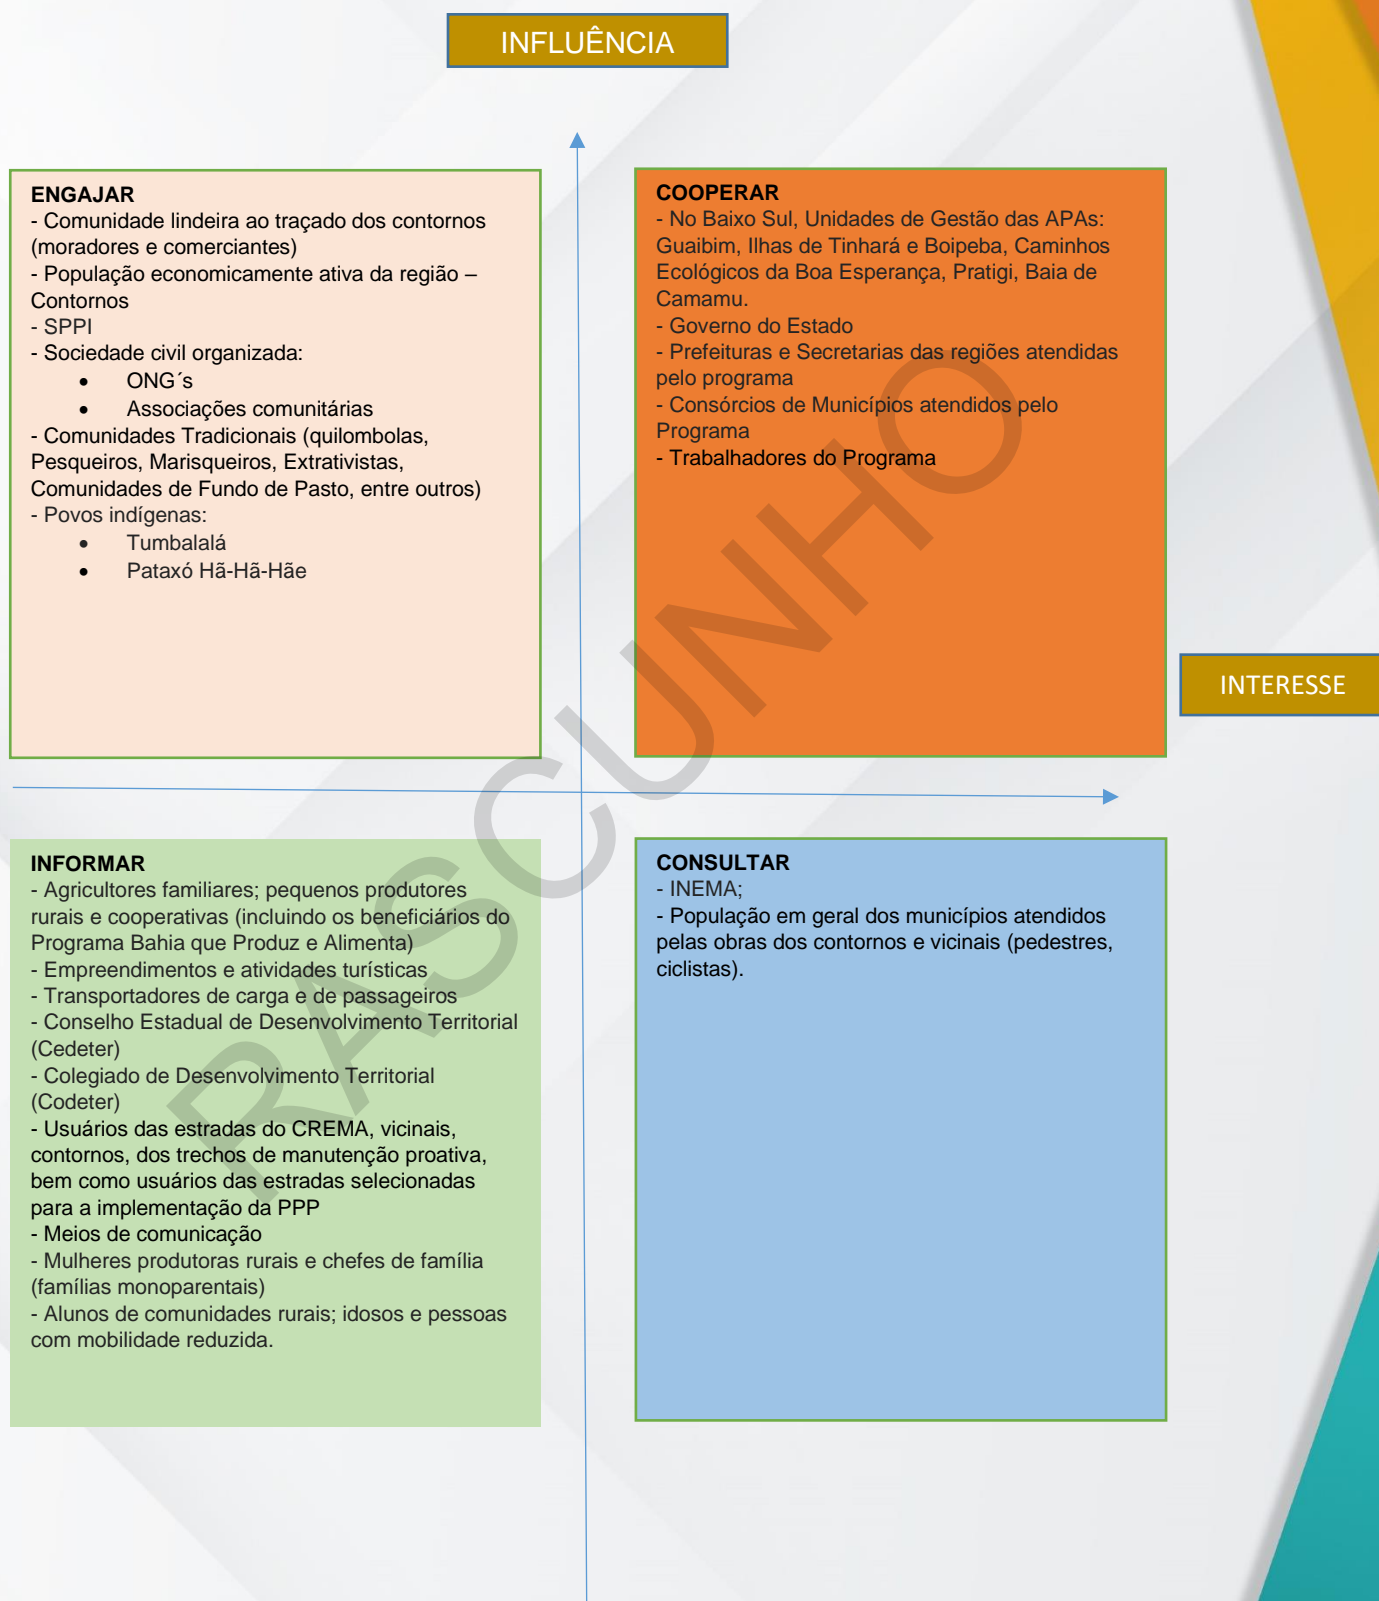 INFLUÊNCIA
ENGAJAR
- Comunidade lindeira ao traçado dos contornos
(moradores e comerciantes)
- População economicamente ativa da região –
Contornos
- SPPI
- Sociedade civil organizada:
• ONG´s
• Associações comunitárias
- Comunidades Tradicionais (quilombolas,
Pesqueiros, Marisqueiros, Extrativistas,
Comunidades de Fundo de Pasto, entre outros)
- Povos indígenas:
• Tumbalalá
• Pataxó Hã-Hã-Hãe
COOPERAR
- No Baixo Sul, Unidades de Gestão das APAs:
Guaibim, Ilhas de Tinhará e Boipeba, Caminhos
Ecológicos da Boa Esperança, Pratigi, Baia de
Camamu.
- Governo do Estado
- Prefeituras e Secretarias das regiões atendidas
pelo programa
- Consórcios de Municípios atendidos pelo
Programa
- Trabalhadores do Programa
INTERESSE
INFORMAR
- Agricultores familiares; pequenos produtores
rurais e cooperativas (incluindo os beneficiários do
Programa Bahia que Produz e Alimenta)
- Empreendimentos e atividades turísticas
- Transportadores de carga e de passageiros
- Conselho Estadual de Desenvolvimento Territorial
(Cedeter)
- Colegiado de Desenvolvimento Territorial
(Codeter)
- Usuários das estradas do CREMA, vicinais,
contornos, dos trechos de manutenção proativa,
bem como usuários das estradas selecionadas
para a implementação da PPP
- Meios de comunicação
- Mulheres produtoras rurais e chefes de família
(famílias monoparentais)
- Alunos de comunidades rurais; idosos e pessoas
com mobilidade reduzida.
CONSULTAR
- INEMA;
- População em geral dos municípios atendidos
pelas obras dos contornos e vicinais (pedestres,
ciclistas).
RASCUNHO